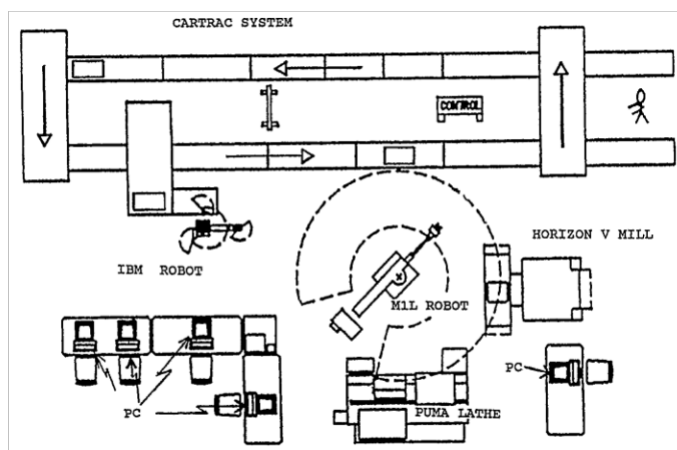 CARTRAC SYSTEM
CONTROL
HORIZON V MILL
IBM ROBOT
M1L ROBOT
PC
PC
PUMA LATHE